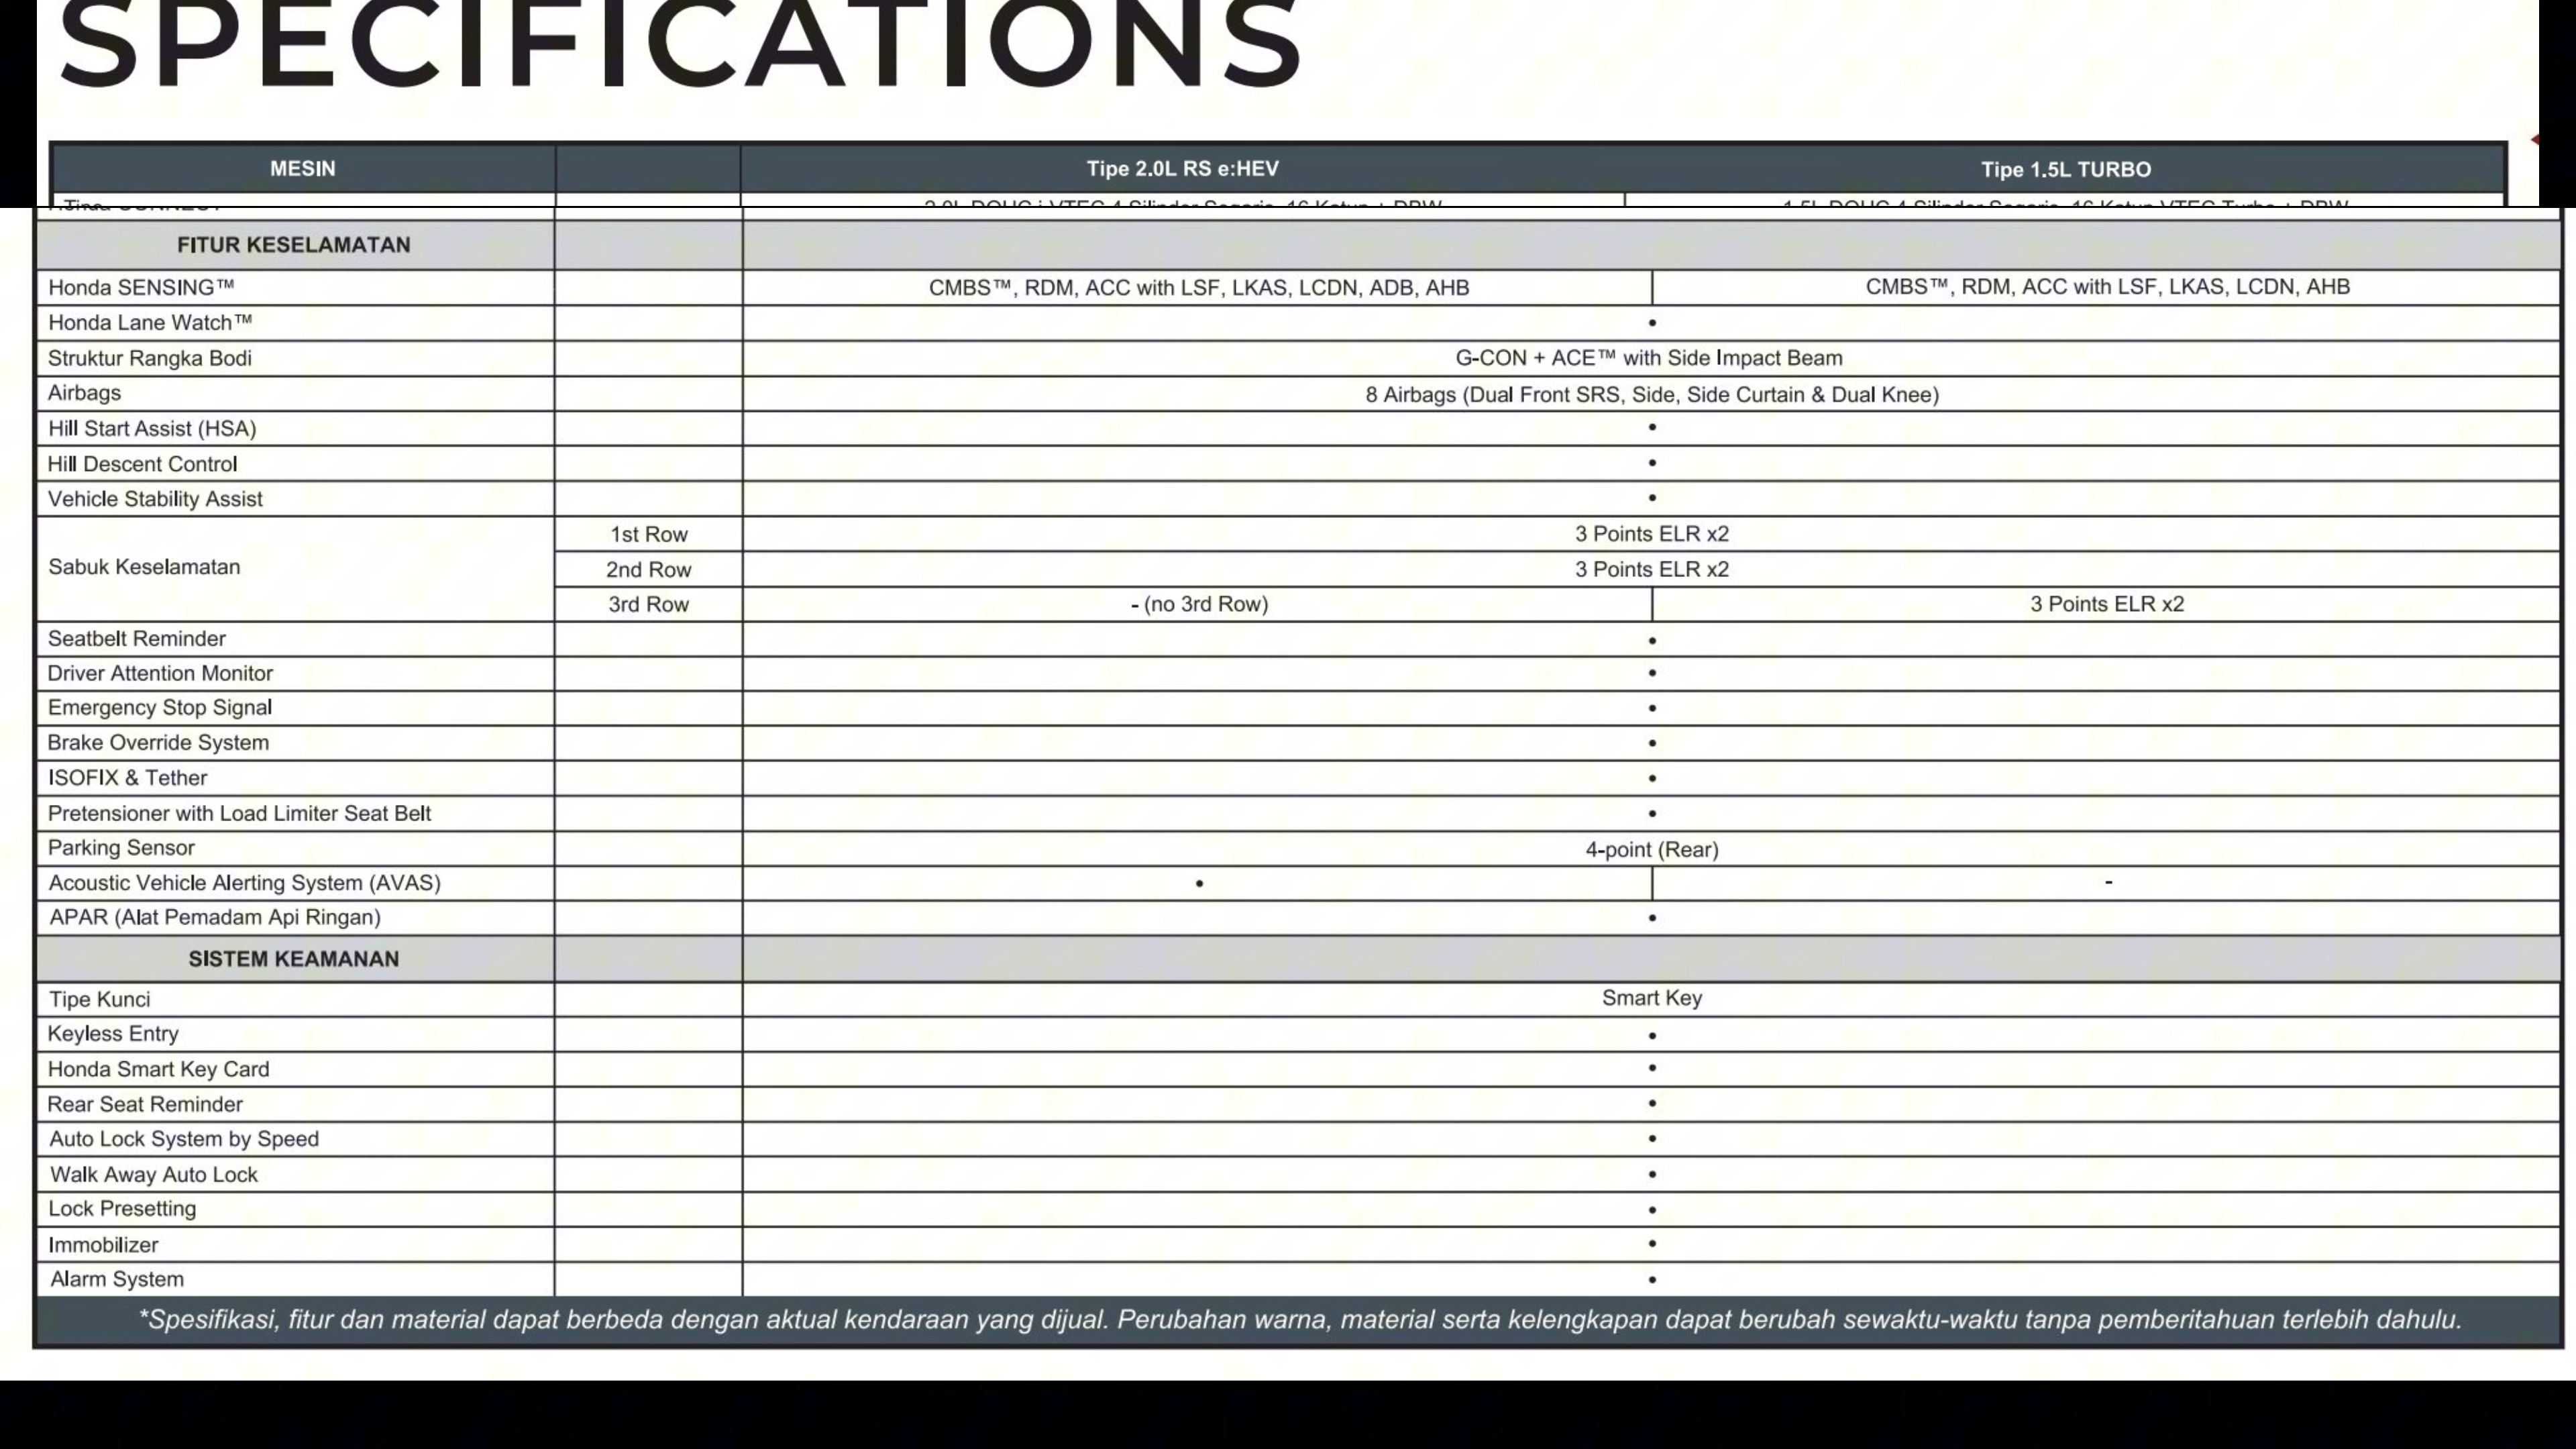 SPECIFICATIONS
MESIN Tipe 2.0L RS e:HEV Tipe 1.5L TURBO
FITUR KESELAMATAN
Honda SENSING™ CMBS™, RDM, ACC with LSF, LKAS, LCDN, ADB, AHB CMBS™, RDM, ACC with LSF, LKAS, LCDN, AHB
Honda Lane Watch™ •
Struktur Rangka Bodi G-CON + ACE™ with Side Impact Beam
Airbags 8 Airbags (Dual Front SRS, Side, Side Curtain & Dual Knee)
Hill Start Assist (HSA) •
Hill Descent Control •
Vehicle Stability Assist •
Sabuk Keselamatan 1st Row 3 Points ELR x2
2nd Row 3 Points ELR x2
3rd Row - (no 3rd Row) 3 Points ELR x2
Seatbelt Reminder •
Driver Attention Monitor •
Emergency Stop Signal •
Brake Override System •
ISOFIX & Tether •
Pretensioner with Load Limiter Seat Belt •
Parking Sensor 4-point (Rear)
Acoustic Vehicle Alerting System (AVAS) • -
APAR (Alat Pemadam Api Ringan) •
SISTEM KEAMANAN
Tipe Kunci Smart Key
Keyless Entry •
Honda Smart Key Card •
Rear Seat Reminder •
Auto Lock System by Speed •
Walk Away Auto Lock •
Lock Presetting •
Immobilizer •
Alarm System •
*Spesifikasi, fitur dan material dapat berbeda dengan aktual kendaraan yang dijual. Perubahan warna, material serta kelengkapan dapat berubah sewaktu-waktu tanpa pemberitahuan terlebih dahulu.